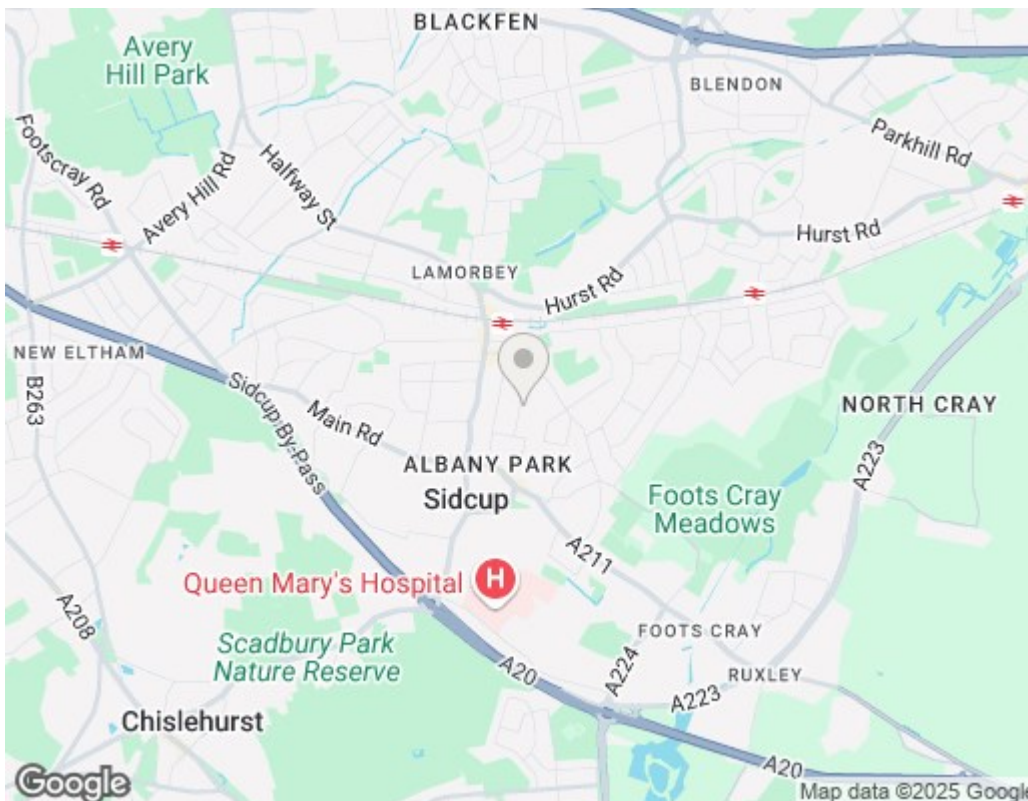 BLACKFEN
Avery
Hill Park
BLENDON
Footscray Rd
Avery Hill Rd
Halfway St
Parkhill Rd
Hurst Rd
LAMORBEY
Hurst Rd
NEW ELTHAM
B263
Sidcup By-Pass
Main Rd
NORTH CRAY
A223
ALBANY PARK
Sidcup
Foots Cray
Meadows
A211
Queen Mary's Hospital
H
A208
Scadbury Park
Nature Reserve
FOOTS CRAY
A224
RUXLEY
A20
A223
Chislehurst
A20
Google
Map data ©2025 Google